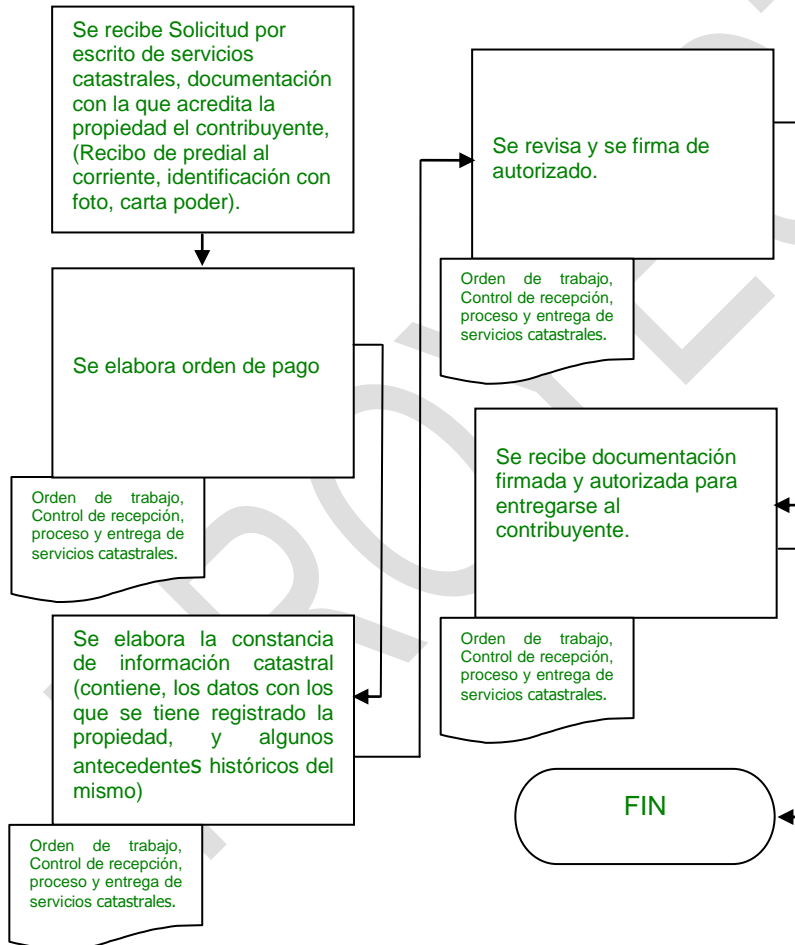 Se recibe Solicitud por
escrito de servicios
catastrales, documentación
con la que acredita la
propiedad el contribuyente,
(Recibo de predial al
corriente, identificación con
foto, carta poder).
Se elabora orden de pago
Orden de trabajo,
Control de recepción,
proceso y entrega de
servicios catastrales.
Se elabora la constancia
de información catastral
(contiene, los datos con los
que se tiene registrado la
propiedad, y algunos
antecedentes históricos del
mismo)
Orden de trabajo,
Control de recepción,
proceso y entrega de
servicios catastrales.
Se revisa y se firma de
autorizado.
Orden de trabajo,
Control de recepción,
proceso y entrega de
servicios catastrales.
Se recibe documentación
firmada y autorizada para
entregarse al
contribuyente.
Orden de trabajo,
Control de recepción,
proceso y entrega de
servicios catastrales.
FIN